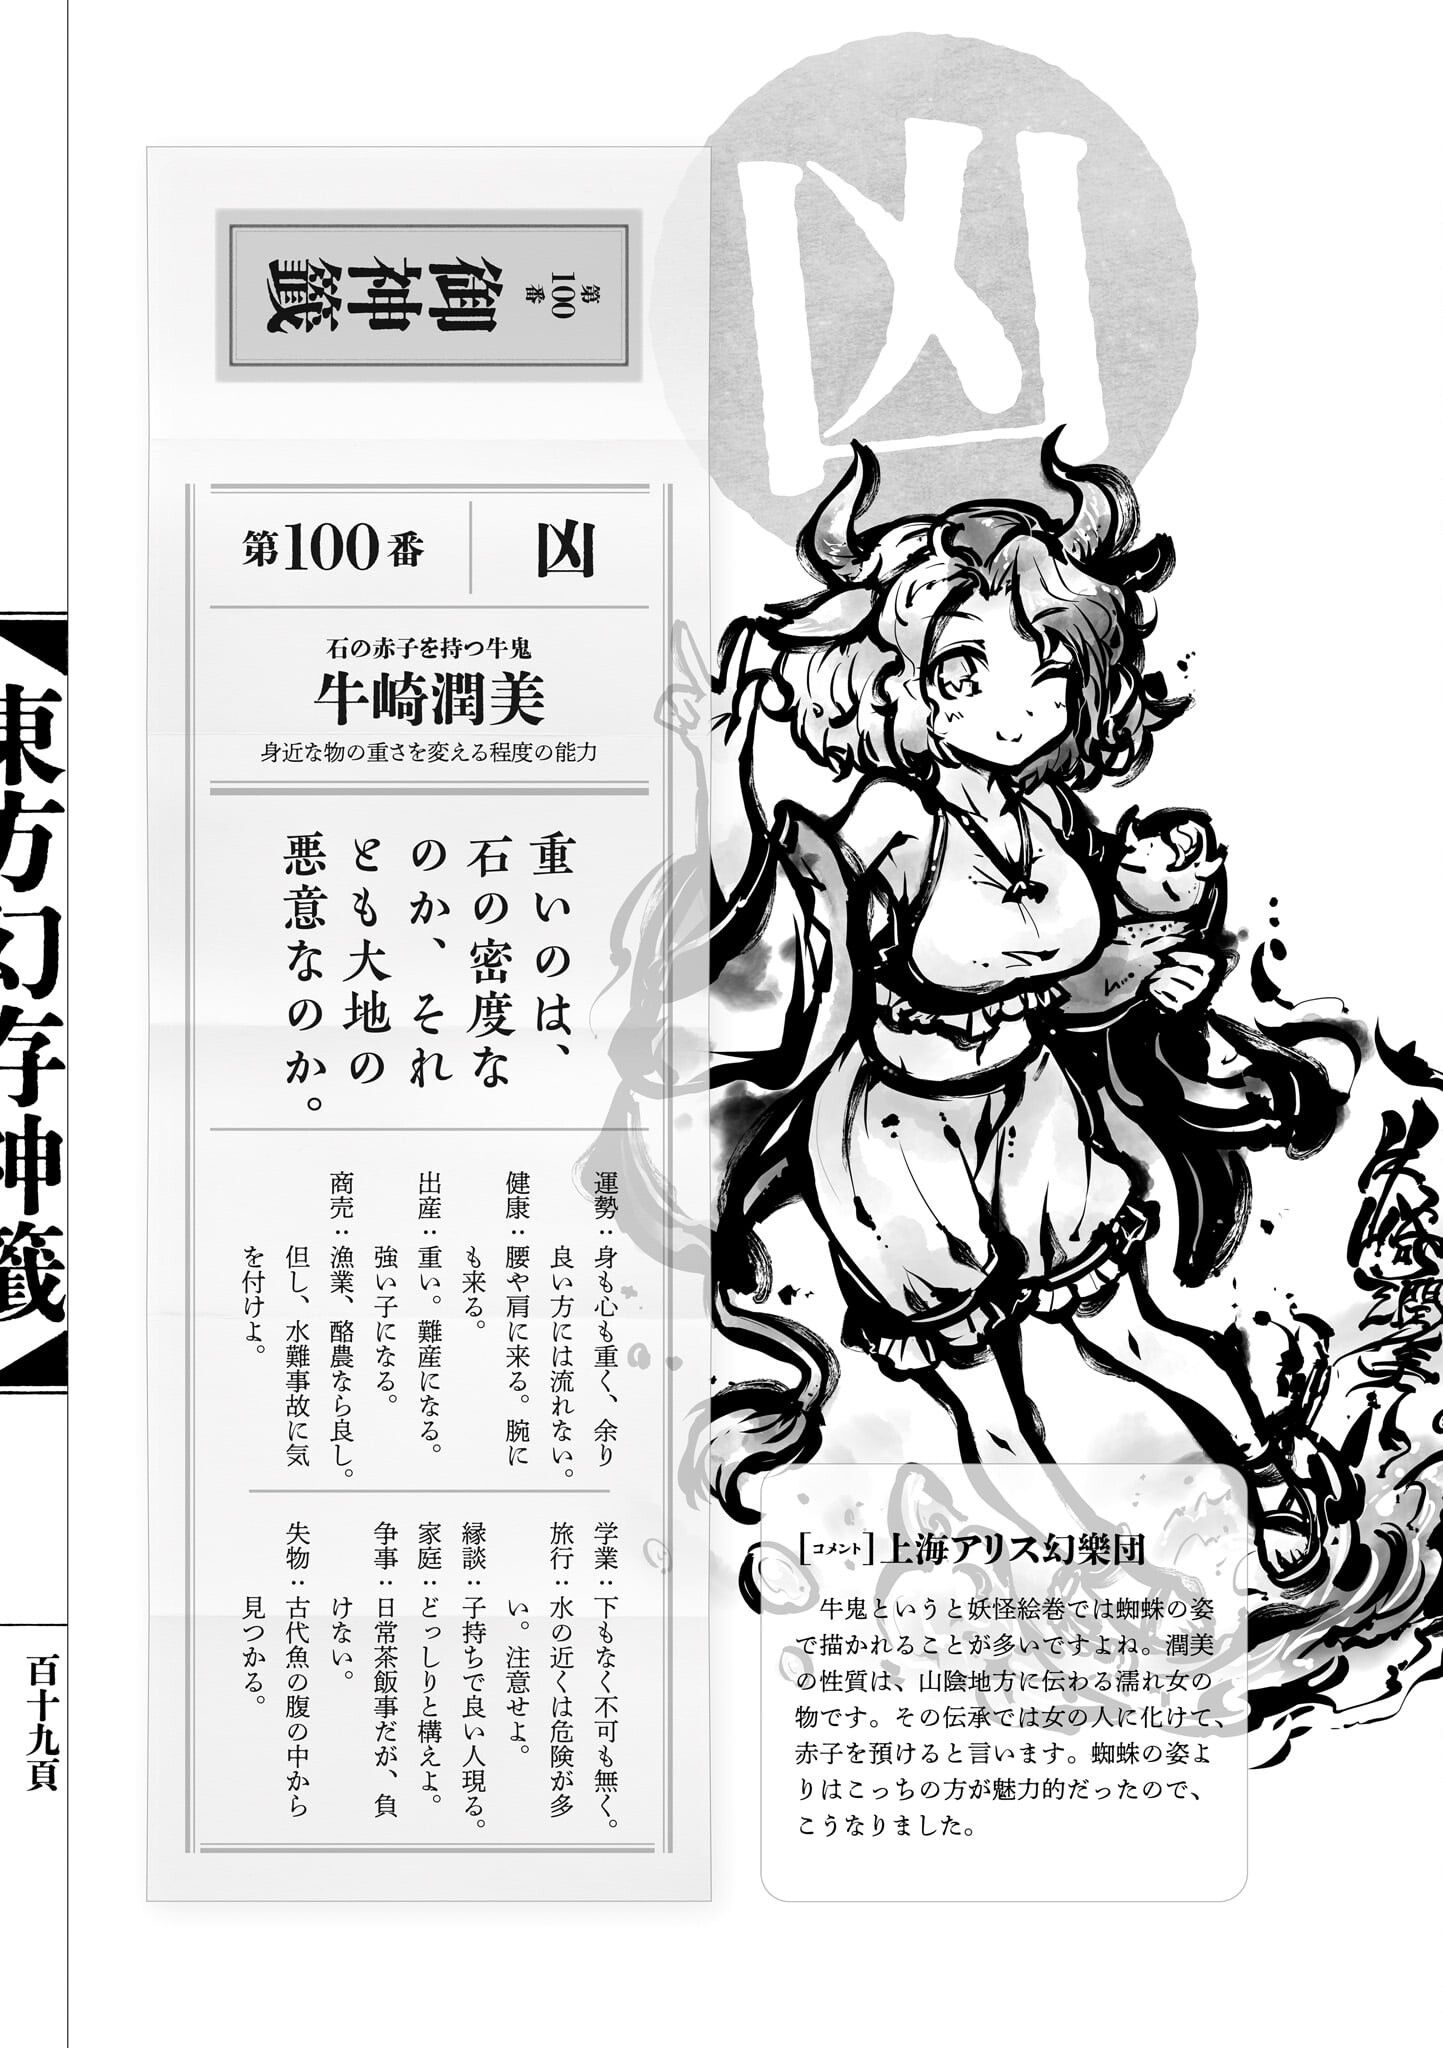 凶
御神籤
第100番
第100番
凶
石の赤子を持つ牛鬼
牛崎潤美
身近な物の重さを変える程度の能力
重いのは、
石の密度な
のか、それ
とも大地の
悪意なのか。
運勢：身も心も重く、余り
良い方には流れない。
健康：腰や肩に来る。腕に
も来る。
出産：重い。難産になる。
強い子になる。
商売：漁業、酪農なら良し。
但し、水難事故に気
を付けよ。
学業：下もなく不可も無く。
旅行：水の近くは危険が多
い。注意せよ。
縁談：子持ちで良い人現る。
家庭：どっしりと構えよ。
争事：日常茶飯事だが、負
けない。
失物：古代魚の腹の中から
見つかる。
牛崎潤美
[コメント]上海アリス幻樂団
牛鬼というと妖怪絵巻では蜘蛛の姿
で描かれることが多いですよね。潤美
の性質は、山陰地方に伝わる濡れ女の
物です。その伝承では女の人に化けて、
赤子を預けると言います。蜘蛛の姿よ
りはこっちの方が魅力的だったので、
こうなりました。
東方幻存神籤
百十九頁